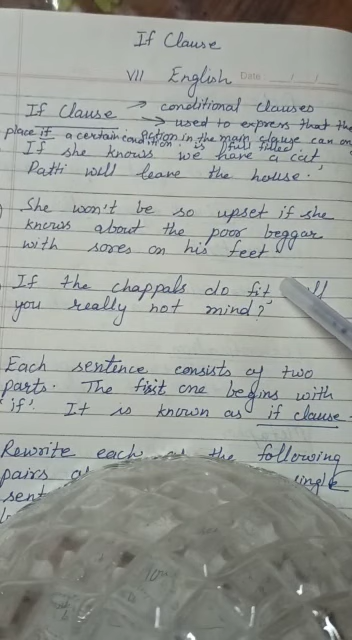 If Clause
VII English Date
If Clause → conditional clauses
→ used to express that the
action in the main clause can on
place if a certain condition is full filled
If she knows we have a cat,
Patti will leave the house.'
She won't be so upset if she
knows about the poor beggar
with sores on his feet
If the chappals do fit,
you really not mind?'
Each sentence consists of two
parts. The first one begins with
'if'. It is known as if clause
Rewrite each the following
pairs
sent